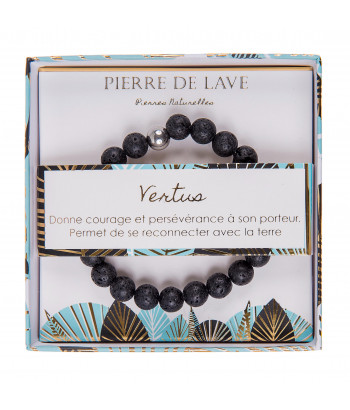 PIERRE DE LAVE
Pierres Naturelles
Vertus
Donne courage et persévérance à son porteur.
Permet de se reconnecter avec la terre